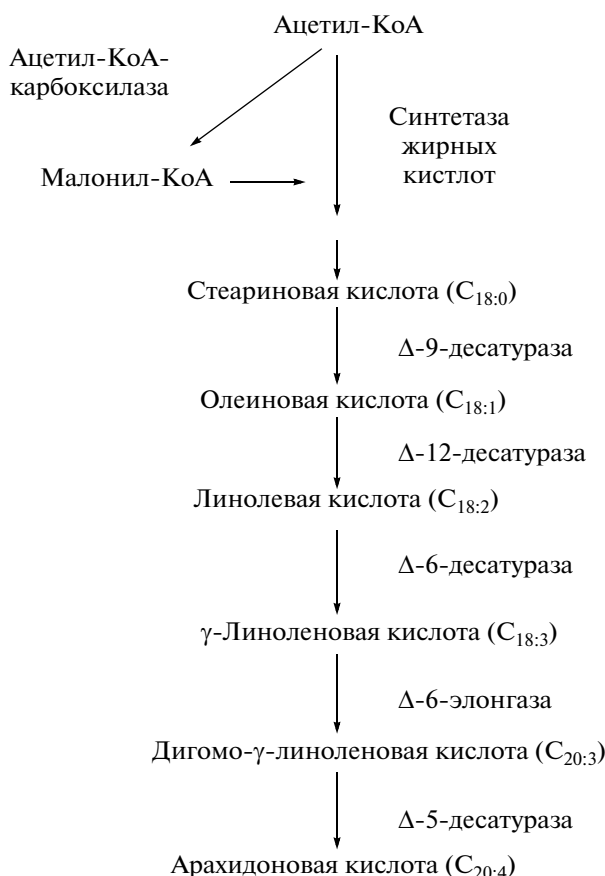 Ацетил-КоА
Ацетил-КоА-
карбоксилаза
Синтетаза
жирных
кистлот
Малонил-КоА
Стеариновая кислота (C18:0)
Δ-9-десатураза
Олеиновая кислота (C18:1)
Δ-12-десатураза
Линолевая кислота (C18:2)
Δ-6-десатураза
γ-Линоленовая кислота (C18:3)
Δ-6-элонгаза
Дигомо-γ-линоленовая кислота (C20:3)
Δ-5-десатураза
Арахидоновая кислота (C20:4)